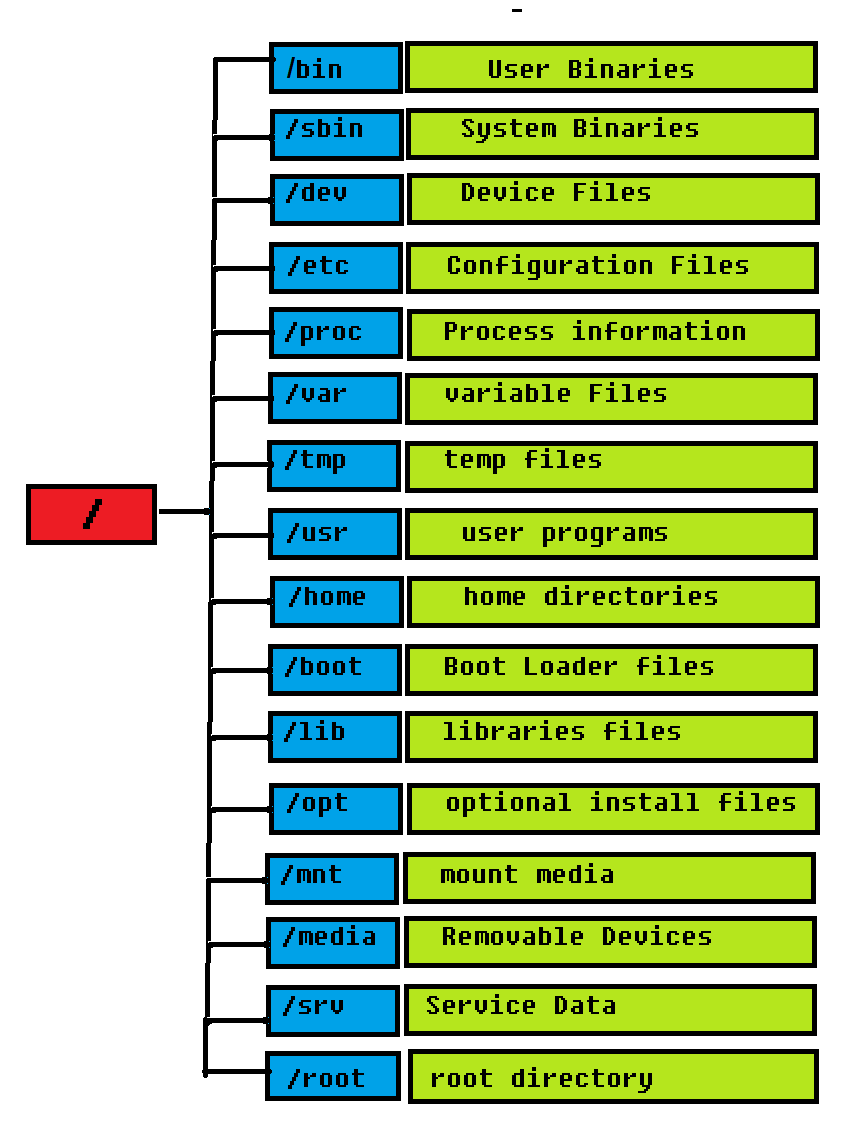 /bin User Binaries
/sbin System Binaries
/dev Device Files
/etc Configuration Files
/proc Process information
/var variable Files
/tmp temp files
/
/usr user programs
/home home directories
/boot Boot Loader files
/lib libraries files
/opt optional install files
/mnt mount media
/media Removable Devices
/srv Service Data
/root root directory